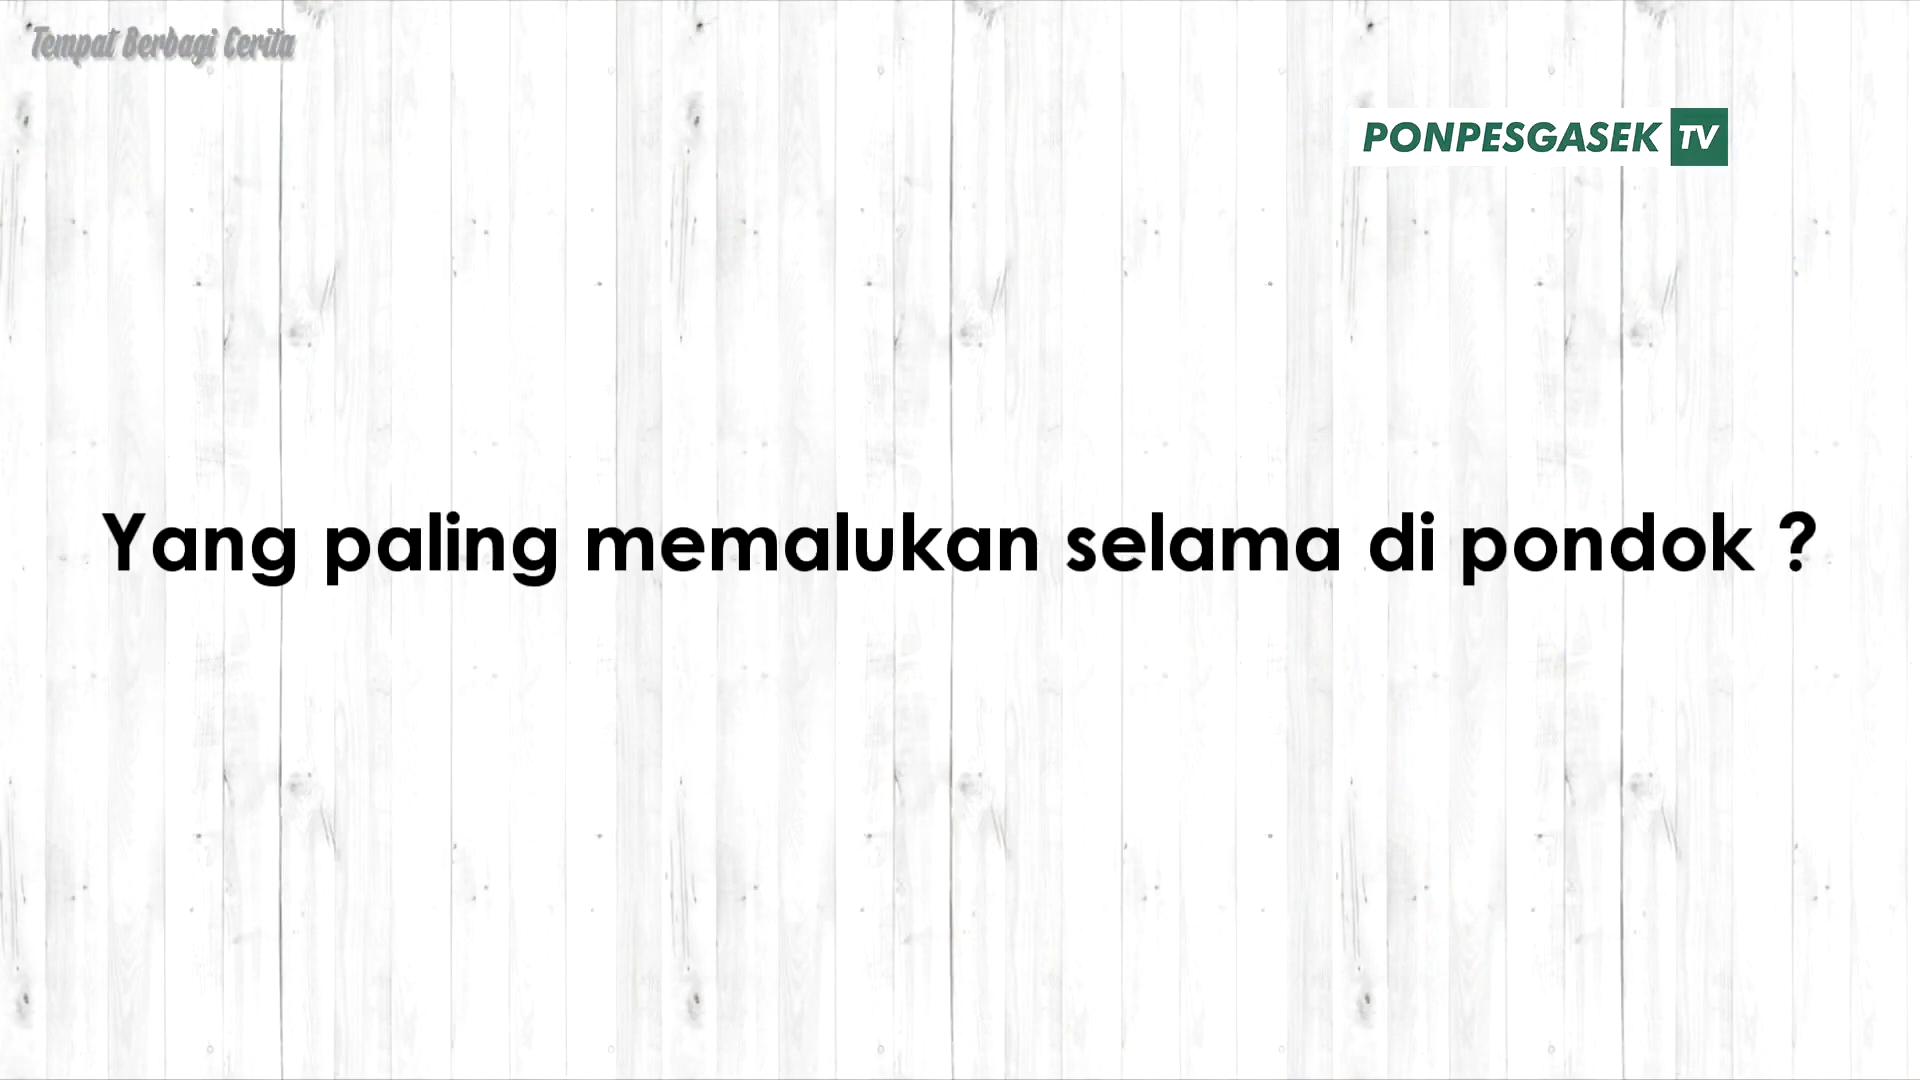 Tempat Berbagi Cerita
PONPESGASEK TV
Yang paling memalukan selama di pondok ?